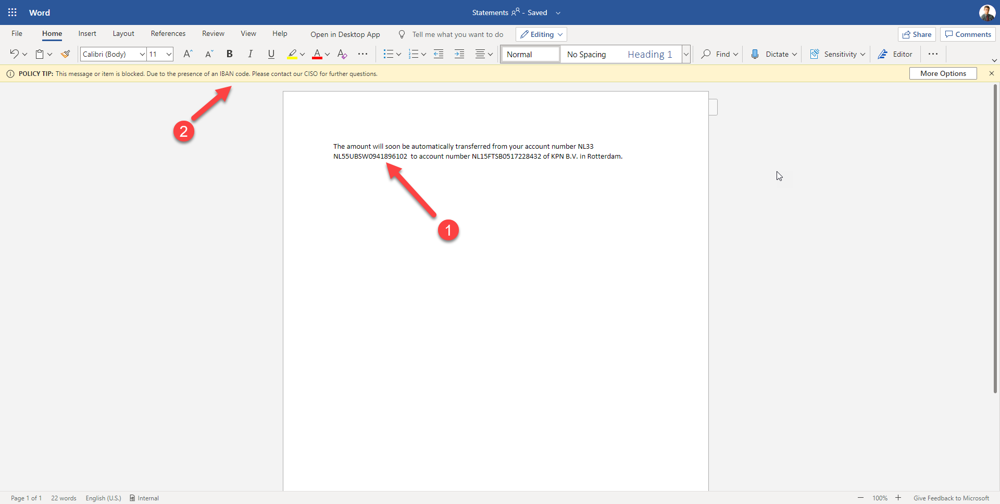 Word
Statements - Saved
File Home Insert Layout References Review View Help Open in Desktop App Tell me what you want to do Editing Share Comments
Calibri (Body) 11 A A B I U A A Normal No Spacing Heading 1 Find Dictate Sensitivity Editor
POLICY TIP: This message or item is blocked. Due to the presence of an IBAN code. Please contact our CISO for further questions. More Options
2
The amount will soon be automatically transferred from your account number NL33
NL55UBSW0941896102 to account number NL15FTSB0517228432 of KPN B.V. in Rotterdam.
1
Page 1 of 1 22 words English (U.S.) Internal 100% Give Feedback to Microsoft